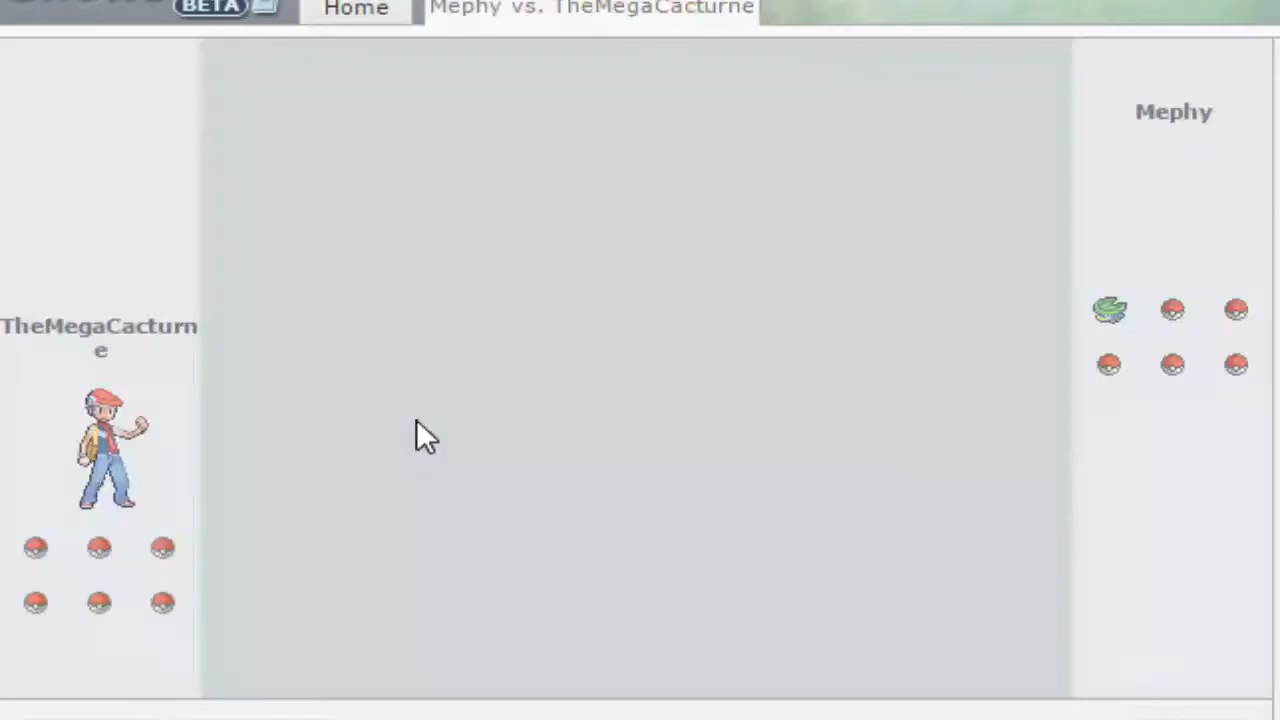 BETA
Home
Mephy vs. TheMegaCacturne
Mephy
TheMegaCacturn
e